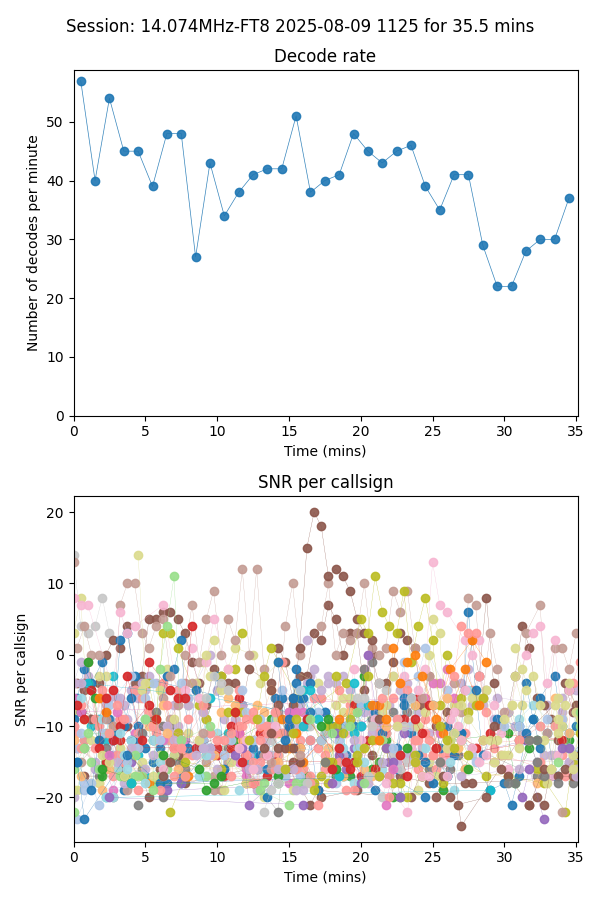 Session: 14.074MHz-FT8 2025-08-09 1125 for 35.5 mins
Decode rate
Number of decodes per minute
50
40
30
20
10
0
0 5 10 15 20 25 30 35
Time (mins)
SNR per callsign
SNR per callsign
20
10
0
−10
−20
0 5 10 15 20 25 30 35
Time (mins)